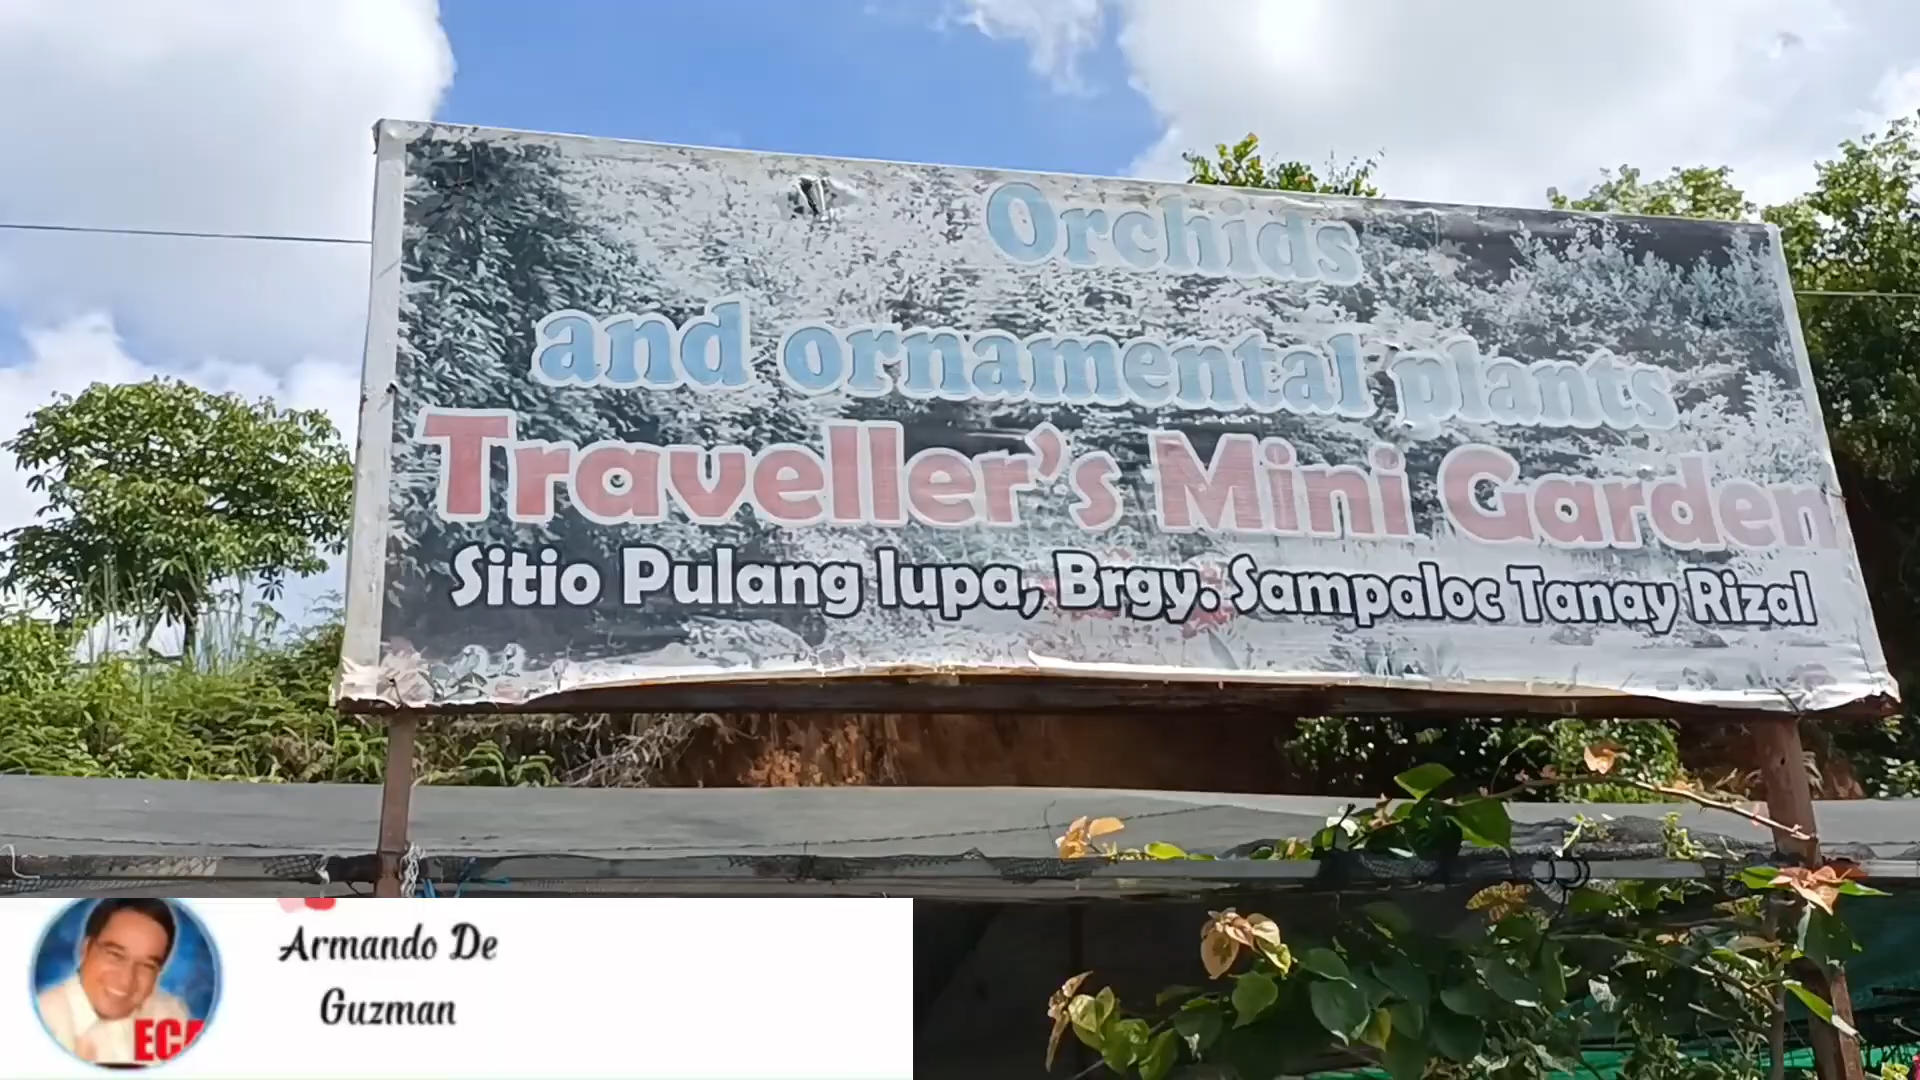 Orchids
and ornamental plants
Traveller's Mini Garden
Sitio Pulang lupa, Brgy. Sampaloc Tanay Rizal
Armando De
Guzman